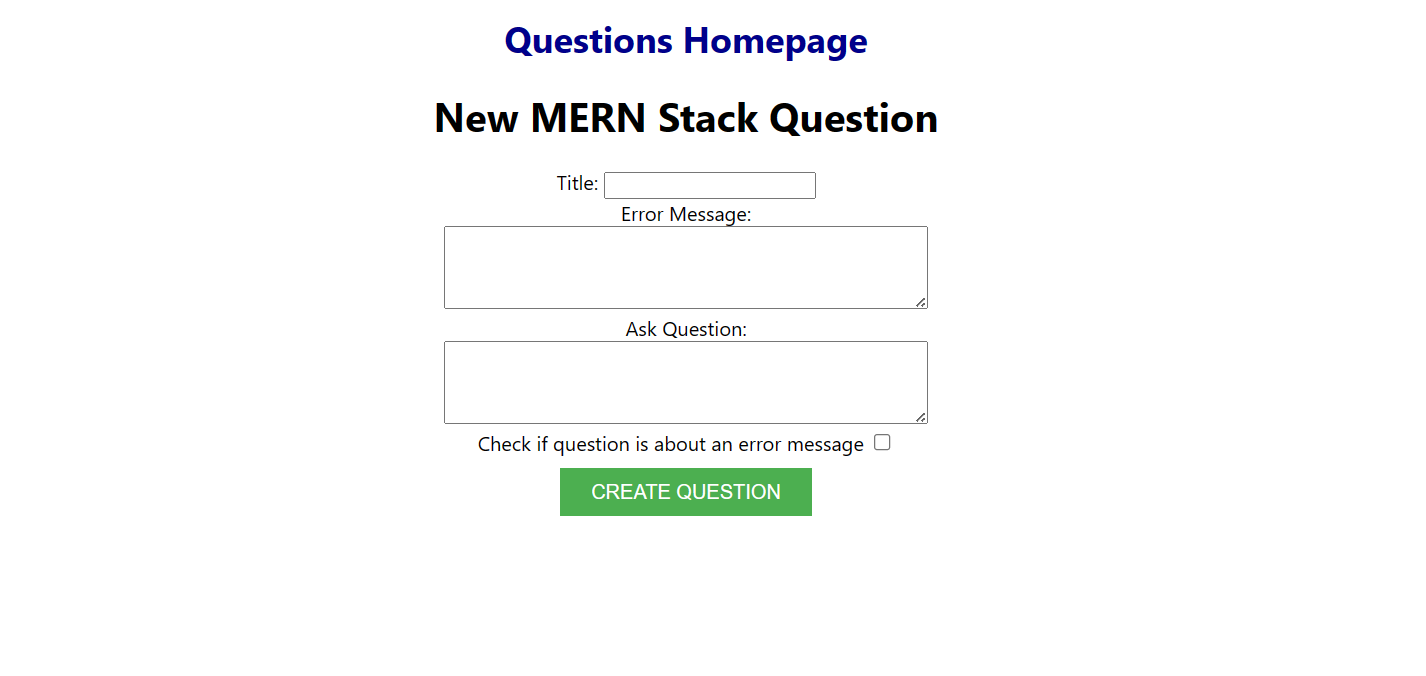 Questions Homepage
New MERN Stack Question
Title:
Error Message:
Ask Question:
Check if question is about an error message
CREATE QUESTION